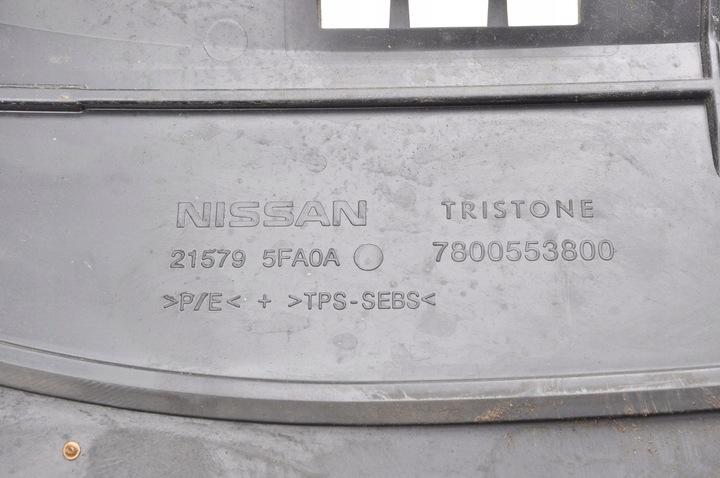 NISSAN TRISTONE
21579 5FA0A 7800553800
>P/E< + >TPS-SEBS<